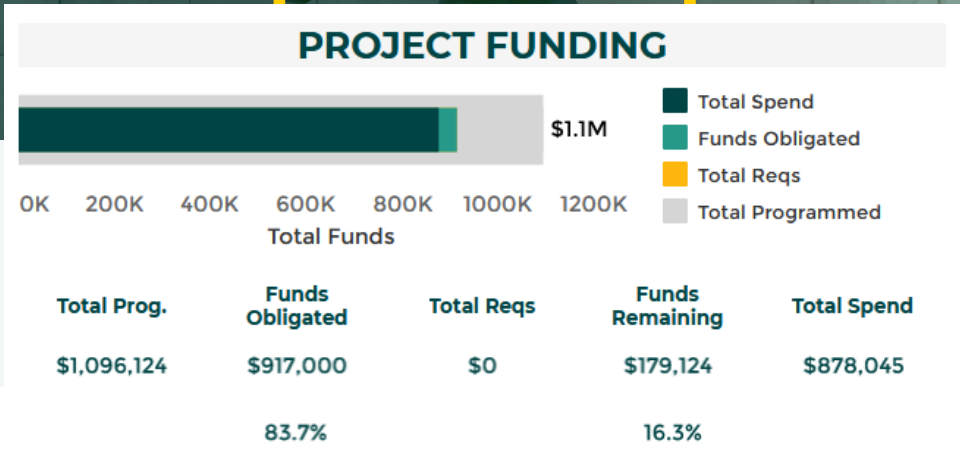 PROJECT FUNDING
$1.1M
Total Spend
Funds Obligated
Total Reqs
Total Programmed
0K 200K 400K 600K 800K 1000K 1200K
Total Funds
Total Prog.
Funds Obligated
Total Reqs
Funds Remaining
Total Spend
$1,096,124 $917,000 $0 $179,124 $878,045
83.7% 16.3%